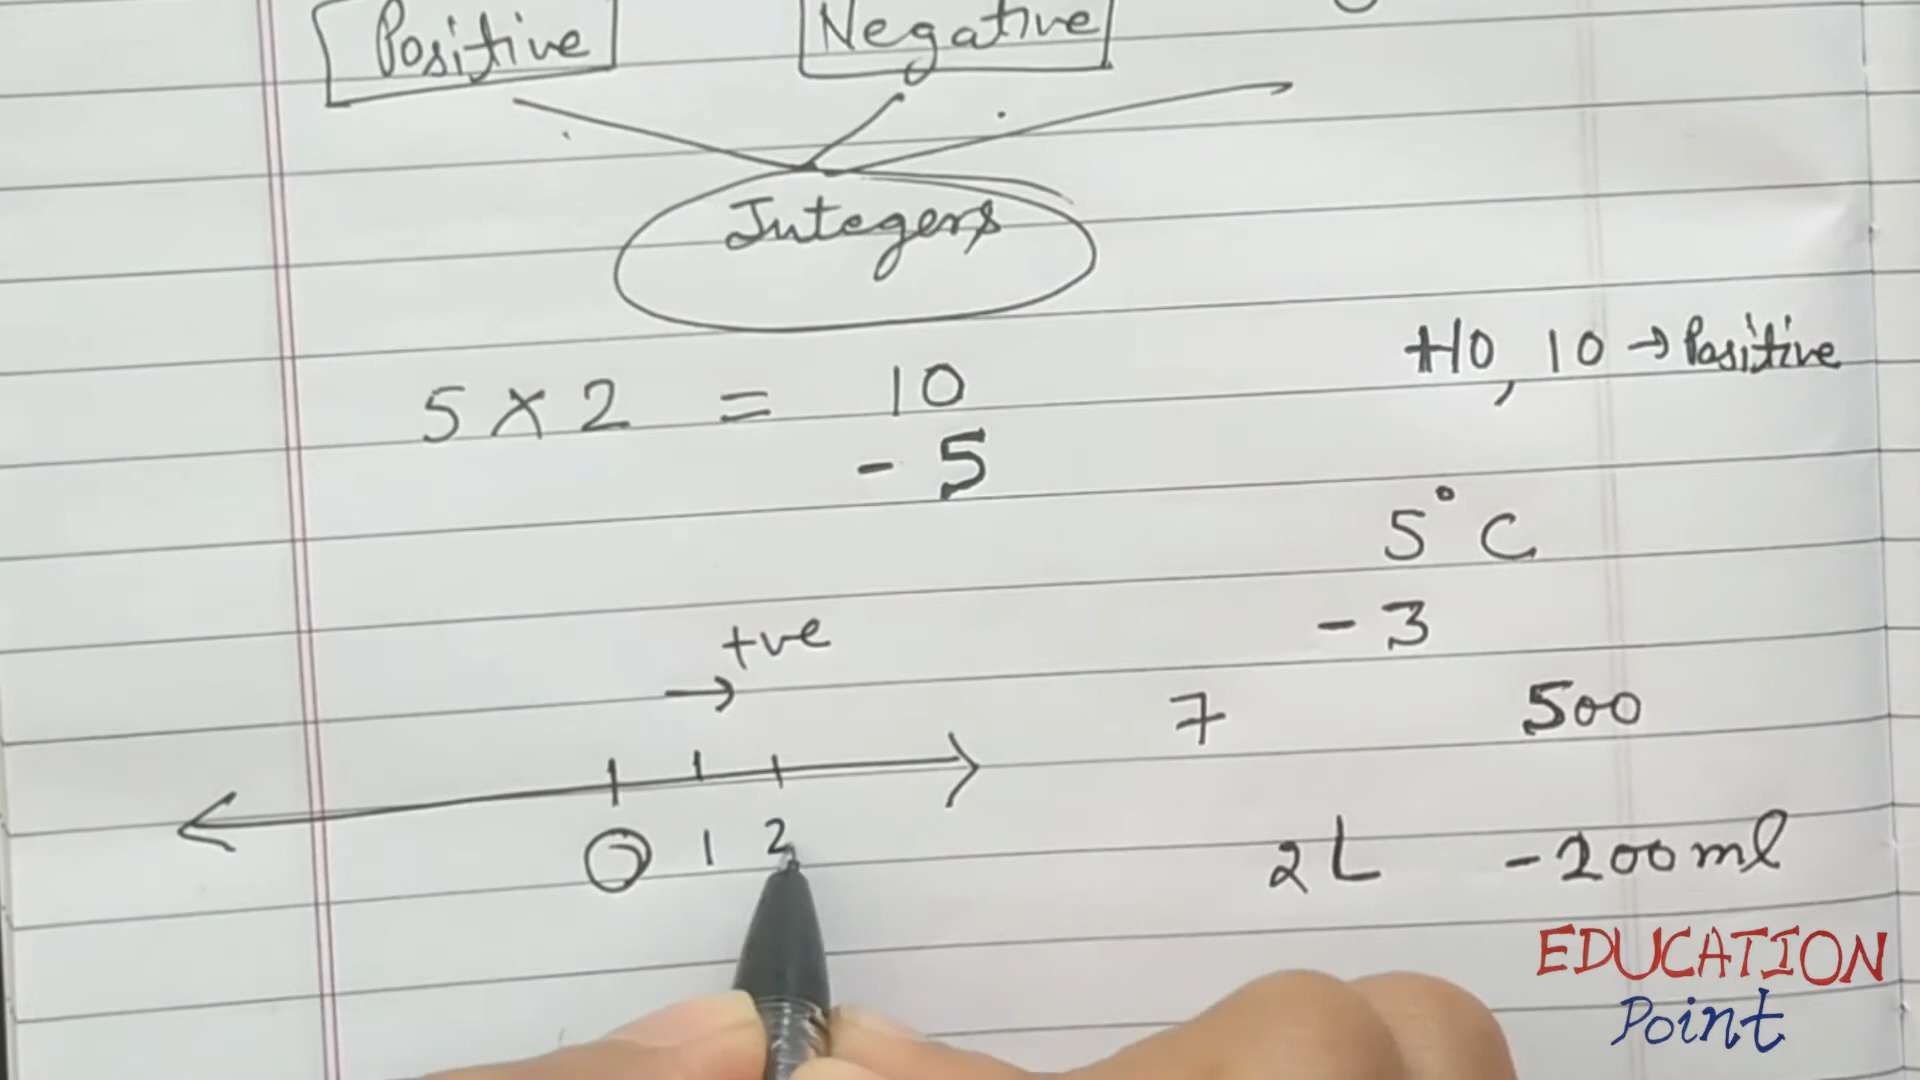 Positive Negative
Integers
+10, 10 → Positive
5 × 2 = 10
- 5
5°C
- 3
+ve
→
7 500
0 1 2
2L -200ml
EDUCATION
Point